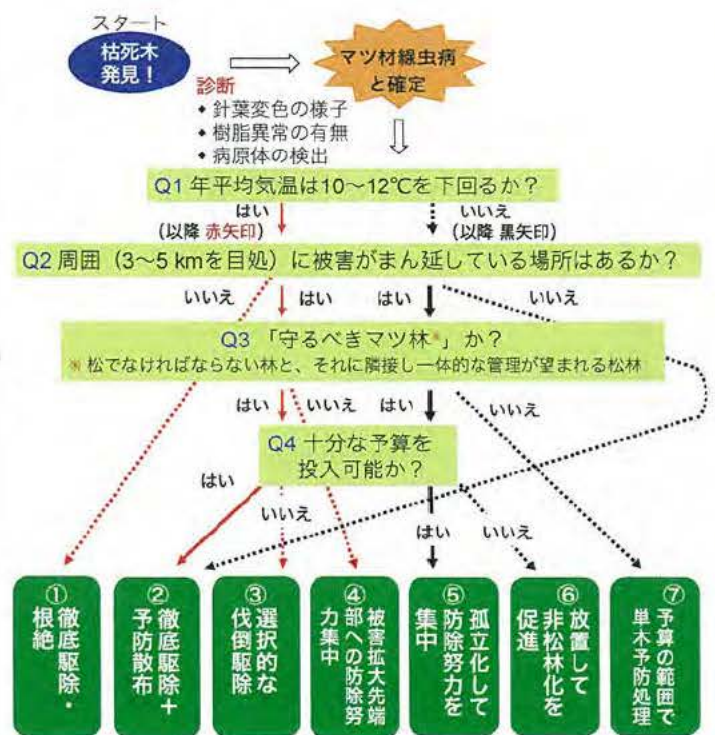 スタート
枯死木
発見！
マツ材線虫病
と確定
診断
◆ 針葉変色の様子
◆ 樹脂異常の有無
◆ 病原体の検出
Q1 年平均気温は10〜12℃を下回るか？
はい
(以降 赤矢印)
いいえ
(以降 黒矢印)
Q2 周囲（3〜5 kmを目処）に被害がまん延している場所はあるか？
いいえ
はい
はい
いいえ
Q3 「守るべきマツ林※」か？
※ 松でなければならない林と、それに隣接し一体的な管理が望まれる松林
はい
いいえ
はい
いいえ
Q4 十分な予算を
投入可能か？
はい
いいえ
はい
いいえ
①
徹底駆除・
根絶
②
徹底駆除＋
予防散布
③
選択的な
伐倒駆除
④
被害拡大先端
部への防除努
力集中
⑤
孤立化して
防除努力を
集中
⑥
放置して
非松林化を
促進
⑦
予算の範囲で
単木予防処理